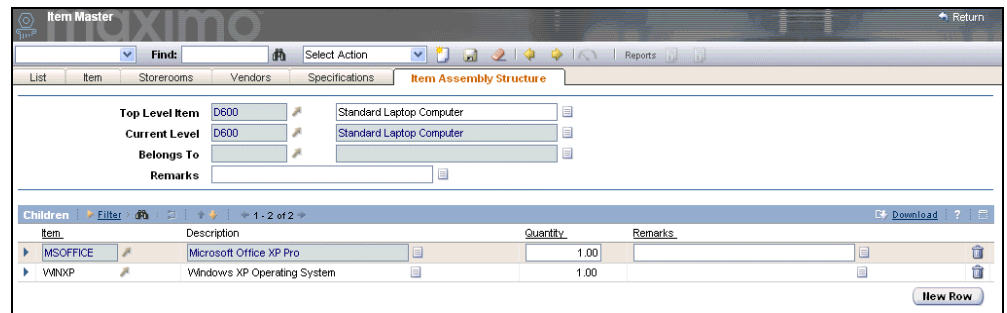 Item Master
maximo
Return
Find:
Select Action
Reports
List Item Storerooms Vendors Specifications Item Assembly Structure
Top Level Item D600 Standard Laptop Computer
Current Level D600 Standard Laptop Computer
Belongs To
Remarks
Children Filter 1 - 2 of 2 Download ?
Item Description Quantity Remarks
MSOFFICE Microsoft Office XP Pro 1.00
WINXP Windows XP Operating System 1.00
New Row